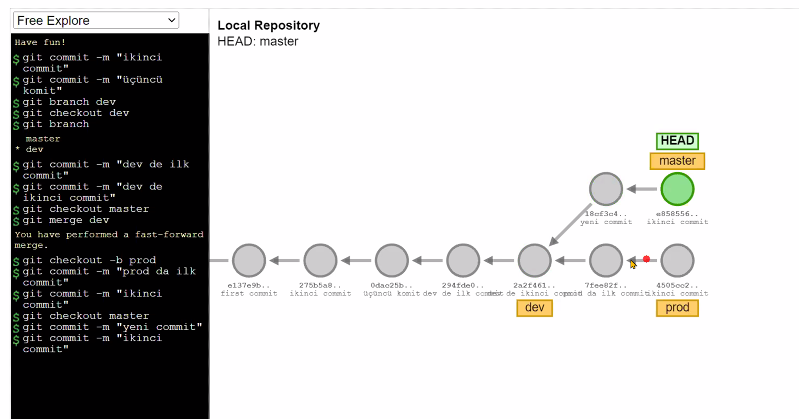 Free Explore
Have fun!
$ git commit -m "ikinci
commit"
$ git commit -m "üçüncü
komit"
$ git branch dev
$ git checkout dev
$ git branch
master
* dev
$ git commit -m "dev de ilk
commit"
$ git commit -m "dev de
ikinci commit"
$ git checkout master
$ git merge dev
You have performed a fast-forward
merge.
$ git checkout -b prod
$ git commit -m "prod da ilk
commit"
$ git commit -m "ikinci
commit"
$ git checkout master
$ git commit -m "yeni commit"
$ git commit -m "ikinci
commit"
Local Repository
HEAD: master
HEAD
master
18cf3c4.. e858556..
yeni commit ikinci commit
e137e9b.. 275b5a8.. 0dac25b.. 294fde0.. 2a2f461.. 7fee82f.. 4505cc2..
first commit ikinci commit üçüncü komit dev de ilk commit dev de ikinci commit prod da ilk commit ikinci commit
dev prod